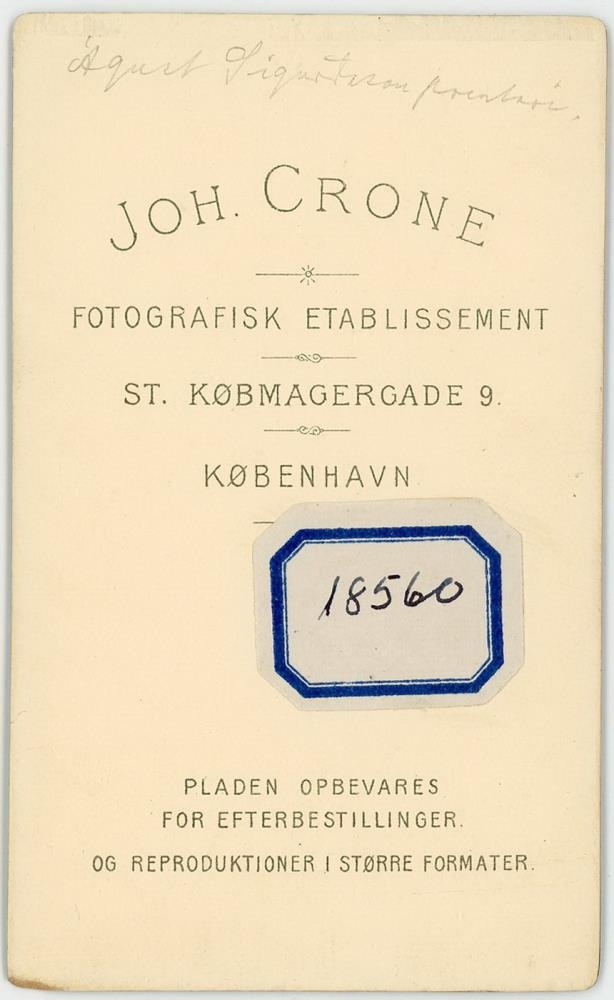 Ágúst Sigurðsson prentari.
JOH. CRONE
FOTOGRAFISK ETABLISSEMENT
ST. KØBMAGERGADE 9.
KØBENHAVN
18560
PLADEN OPBEVARES
FOR EFTERBESTILLINGER.
OG REPRODUKTIONER I STØRRE FORMATER.